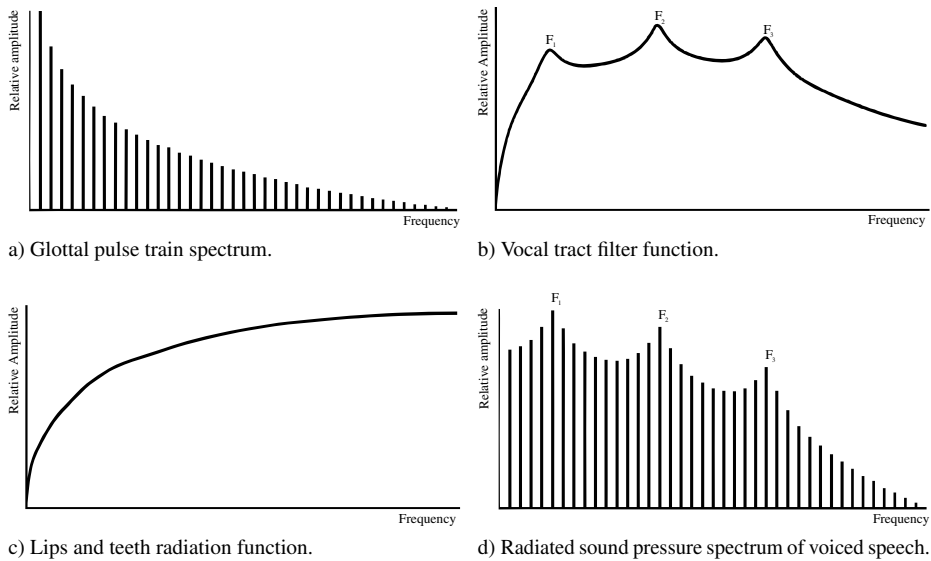 Relative amplitude
Frequency
a) Glottal pulse train spectrum.
Relative Amplitude
F1
F2
F3
Frequency
b) Vocal tract filter function.
Relative Amplitude
Frequency
c) Lips and teeth radiation function.
Relative amplitude
F1
F2
F3
Frequency
d) Radiated sound pressure spectrum of voiced speech.